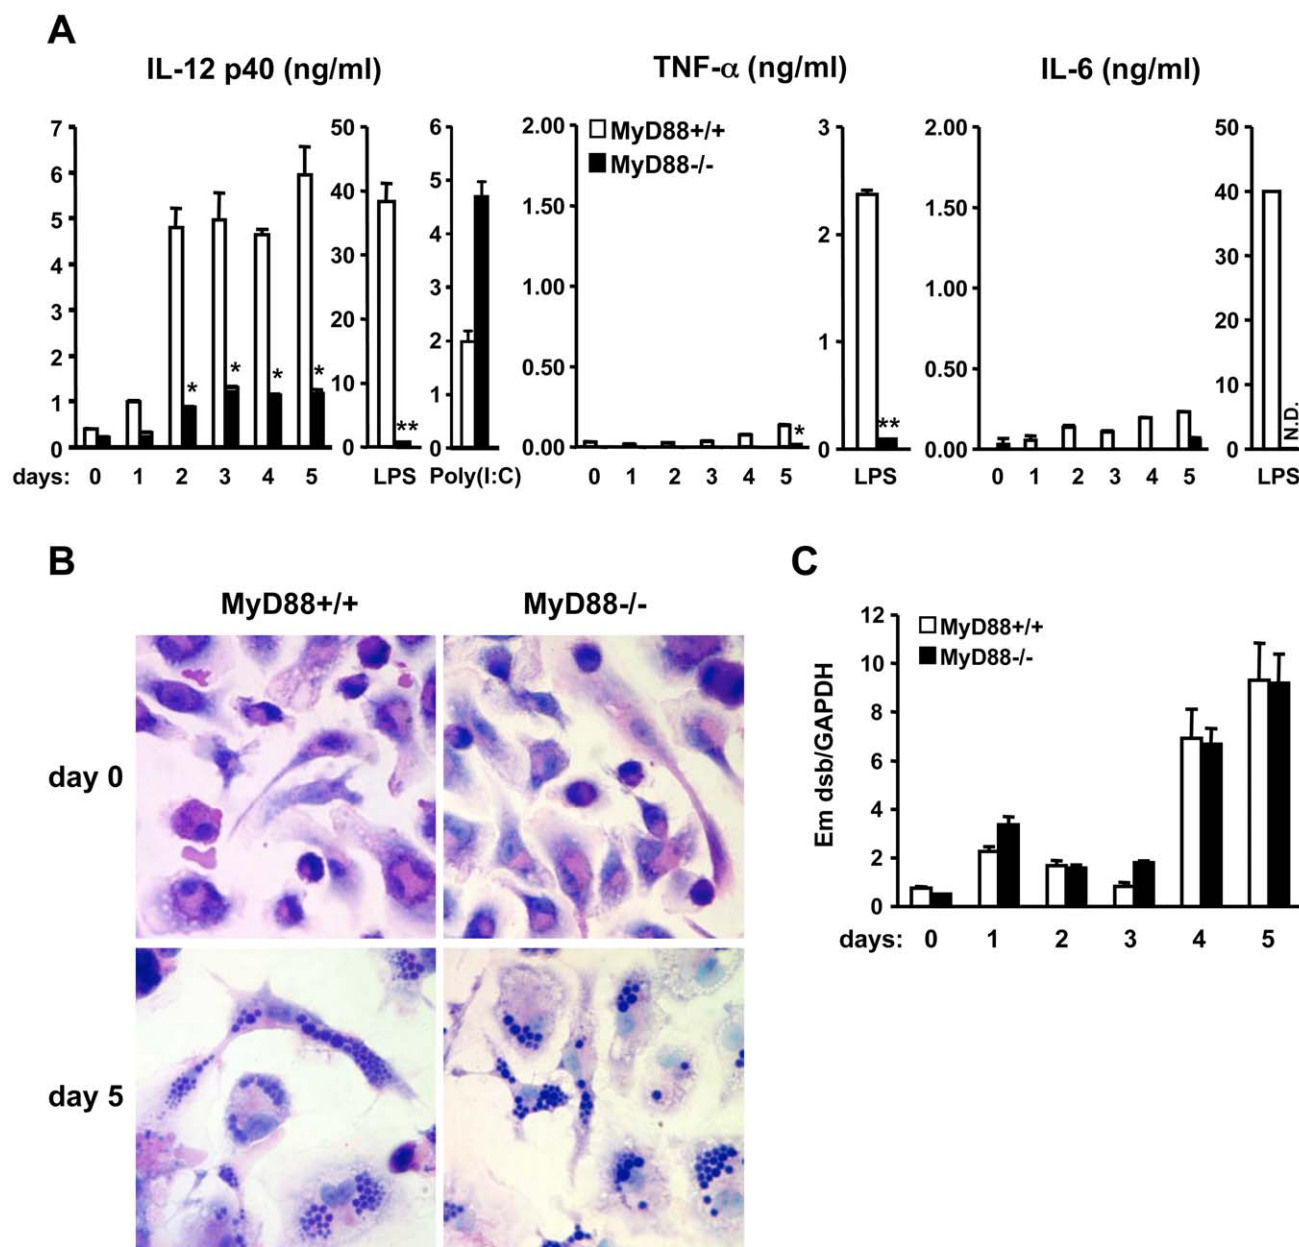 A
IL-12 p40 (ng/ml)
7
6
5
4
3
2
1
0
* * * *
days: 0 1 2 3 4 5
50
40
30
20
10
0
**
LPS
6
5
4
3
2
1
0
Poly(I:C)
TNF-α (ng/ml)
2.00
1.50
1.00
0.50
0.00
MyD88+/+
MyD88-/-
*
0 1 2 3 4 5
3
2
1
0
**
LPS
IL-6 (ng/ml)
2.00
1.50
1.00
0.50
0.00
0 1 2 3 4 5
50
40
30
20
10
0
N.D.
LPS
B
MyD88+/+ MyD88-/-
day 0
day 5
C
MyD88+/+
MyD88-/-
Em dsb/GAPDH
12
10
8
6
4
2
0
days: 0 1 2 3 4 5